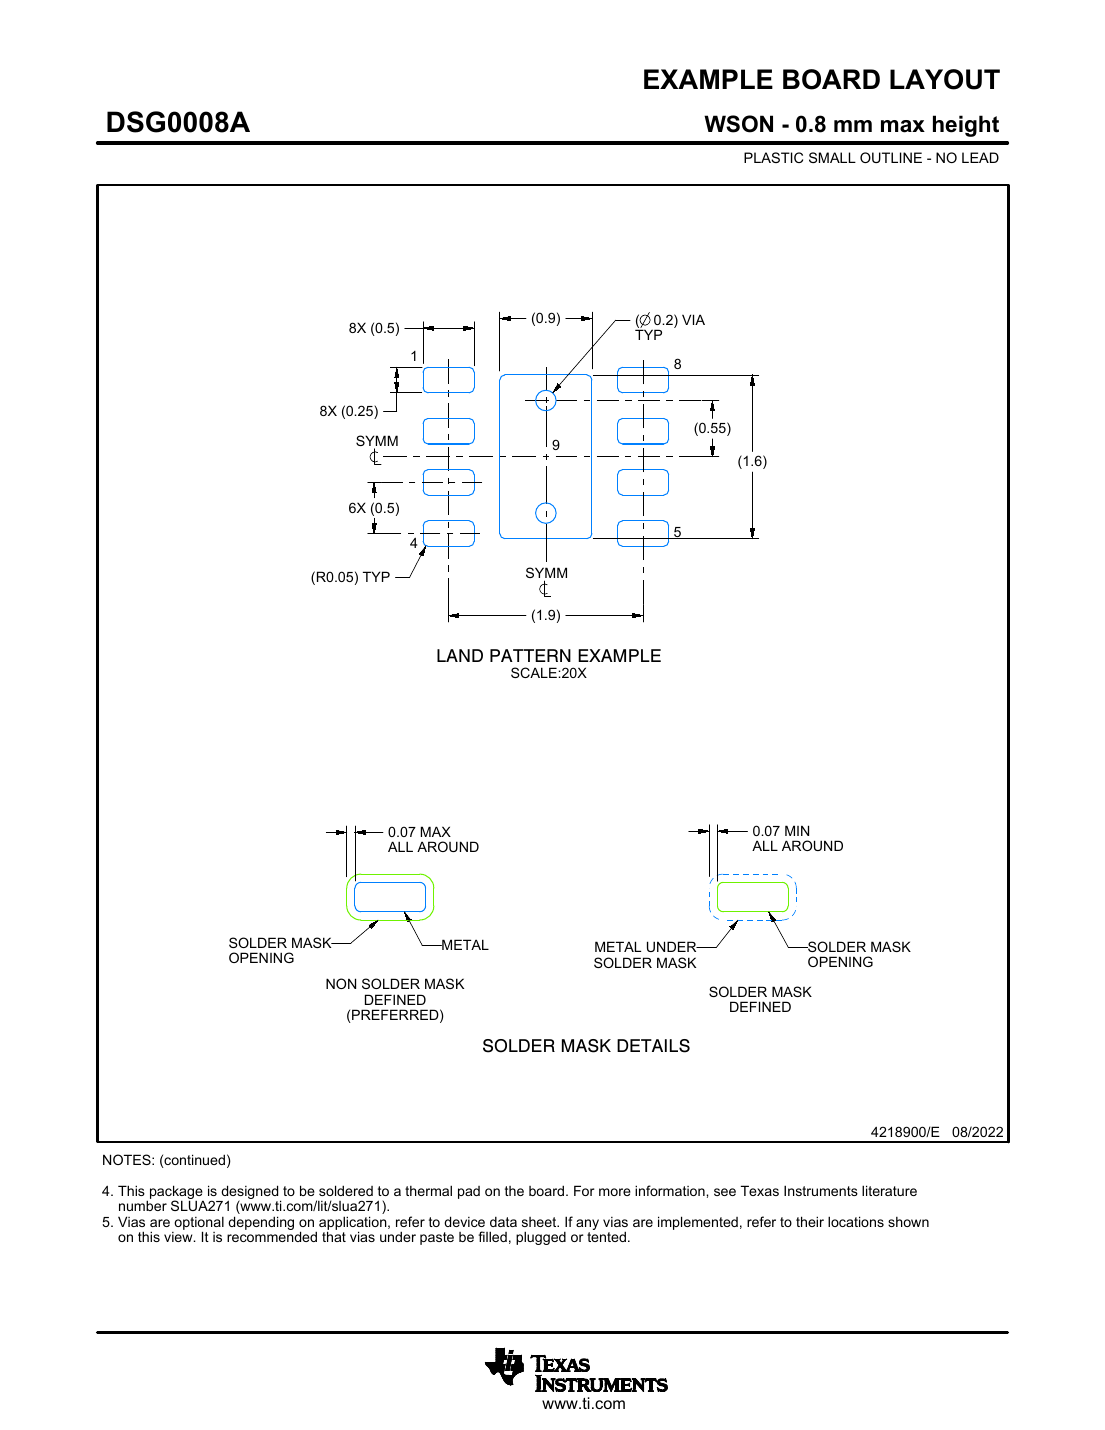 EXAMPLE BOARD LAYOUT
DSG0008A
WSON - 0.8 mm max height
PLASTIC SMALL OUTLINE - NO LEAD
(0.9)
(∅ 0.2) VIA
TYP
8X (0.5)
1
8
8X (0.25)
(0.55)
SYMM
℄
9
(1.6)
6X (0.5)
5
4
(R0.05) TYP
SYMM
℄
(1.9)
LAND PATTERN EXAMPLE
SCALE:20X
0.07 MAX
ALL AROUND
0.07 MIN
ALL AROUND
SOLDER MASK
OPENING
METAL
METAL UNDER
SOLDER MASK
SOLDER MASK
OPENING
NON SOLDER MASK
DEFINED
(PREFERRED)
SOLDER MASK
DEFINED
SOLDER MASK DETAILS
4218900/E 08/2022
NOTES: (continued)
4. This package is designed to be soldered to a thermal pad on the board. For more information, see Texas Instruments literature
number SLUA271 (www.ti.com/lit/slua271).
5. Vias are optional depending on application, refer to device data sheet. If any vias are implemented, refer to their locations shown
on this view. It is recommended that vias under paste be filled, plugged or tented.
TEXAS
INSTRUMENTS
www.ti.com